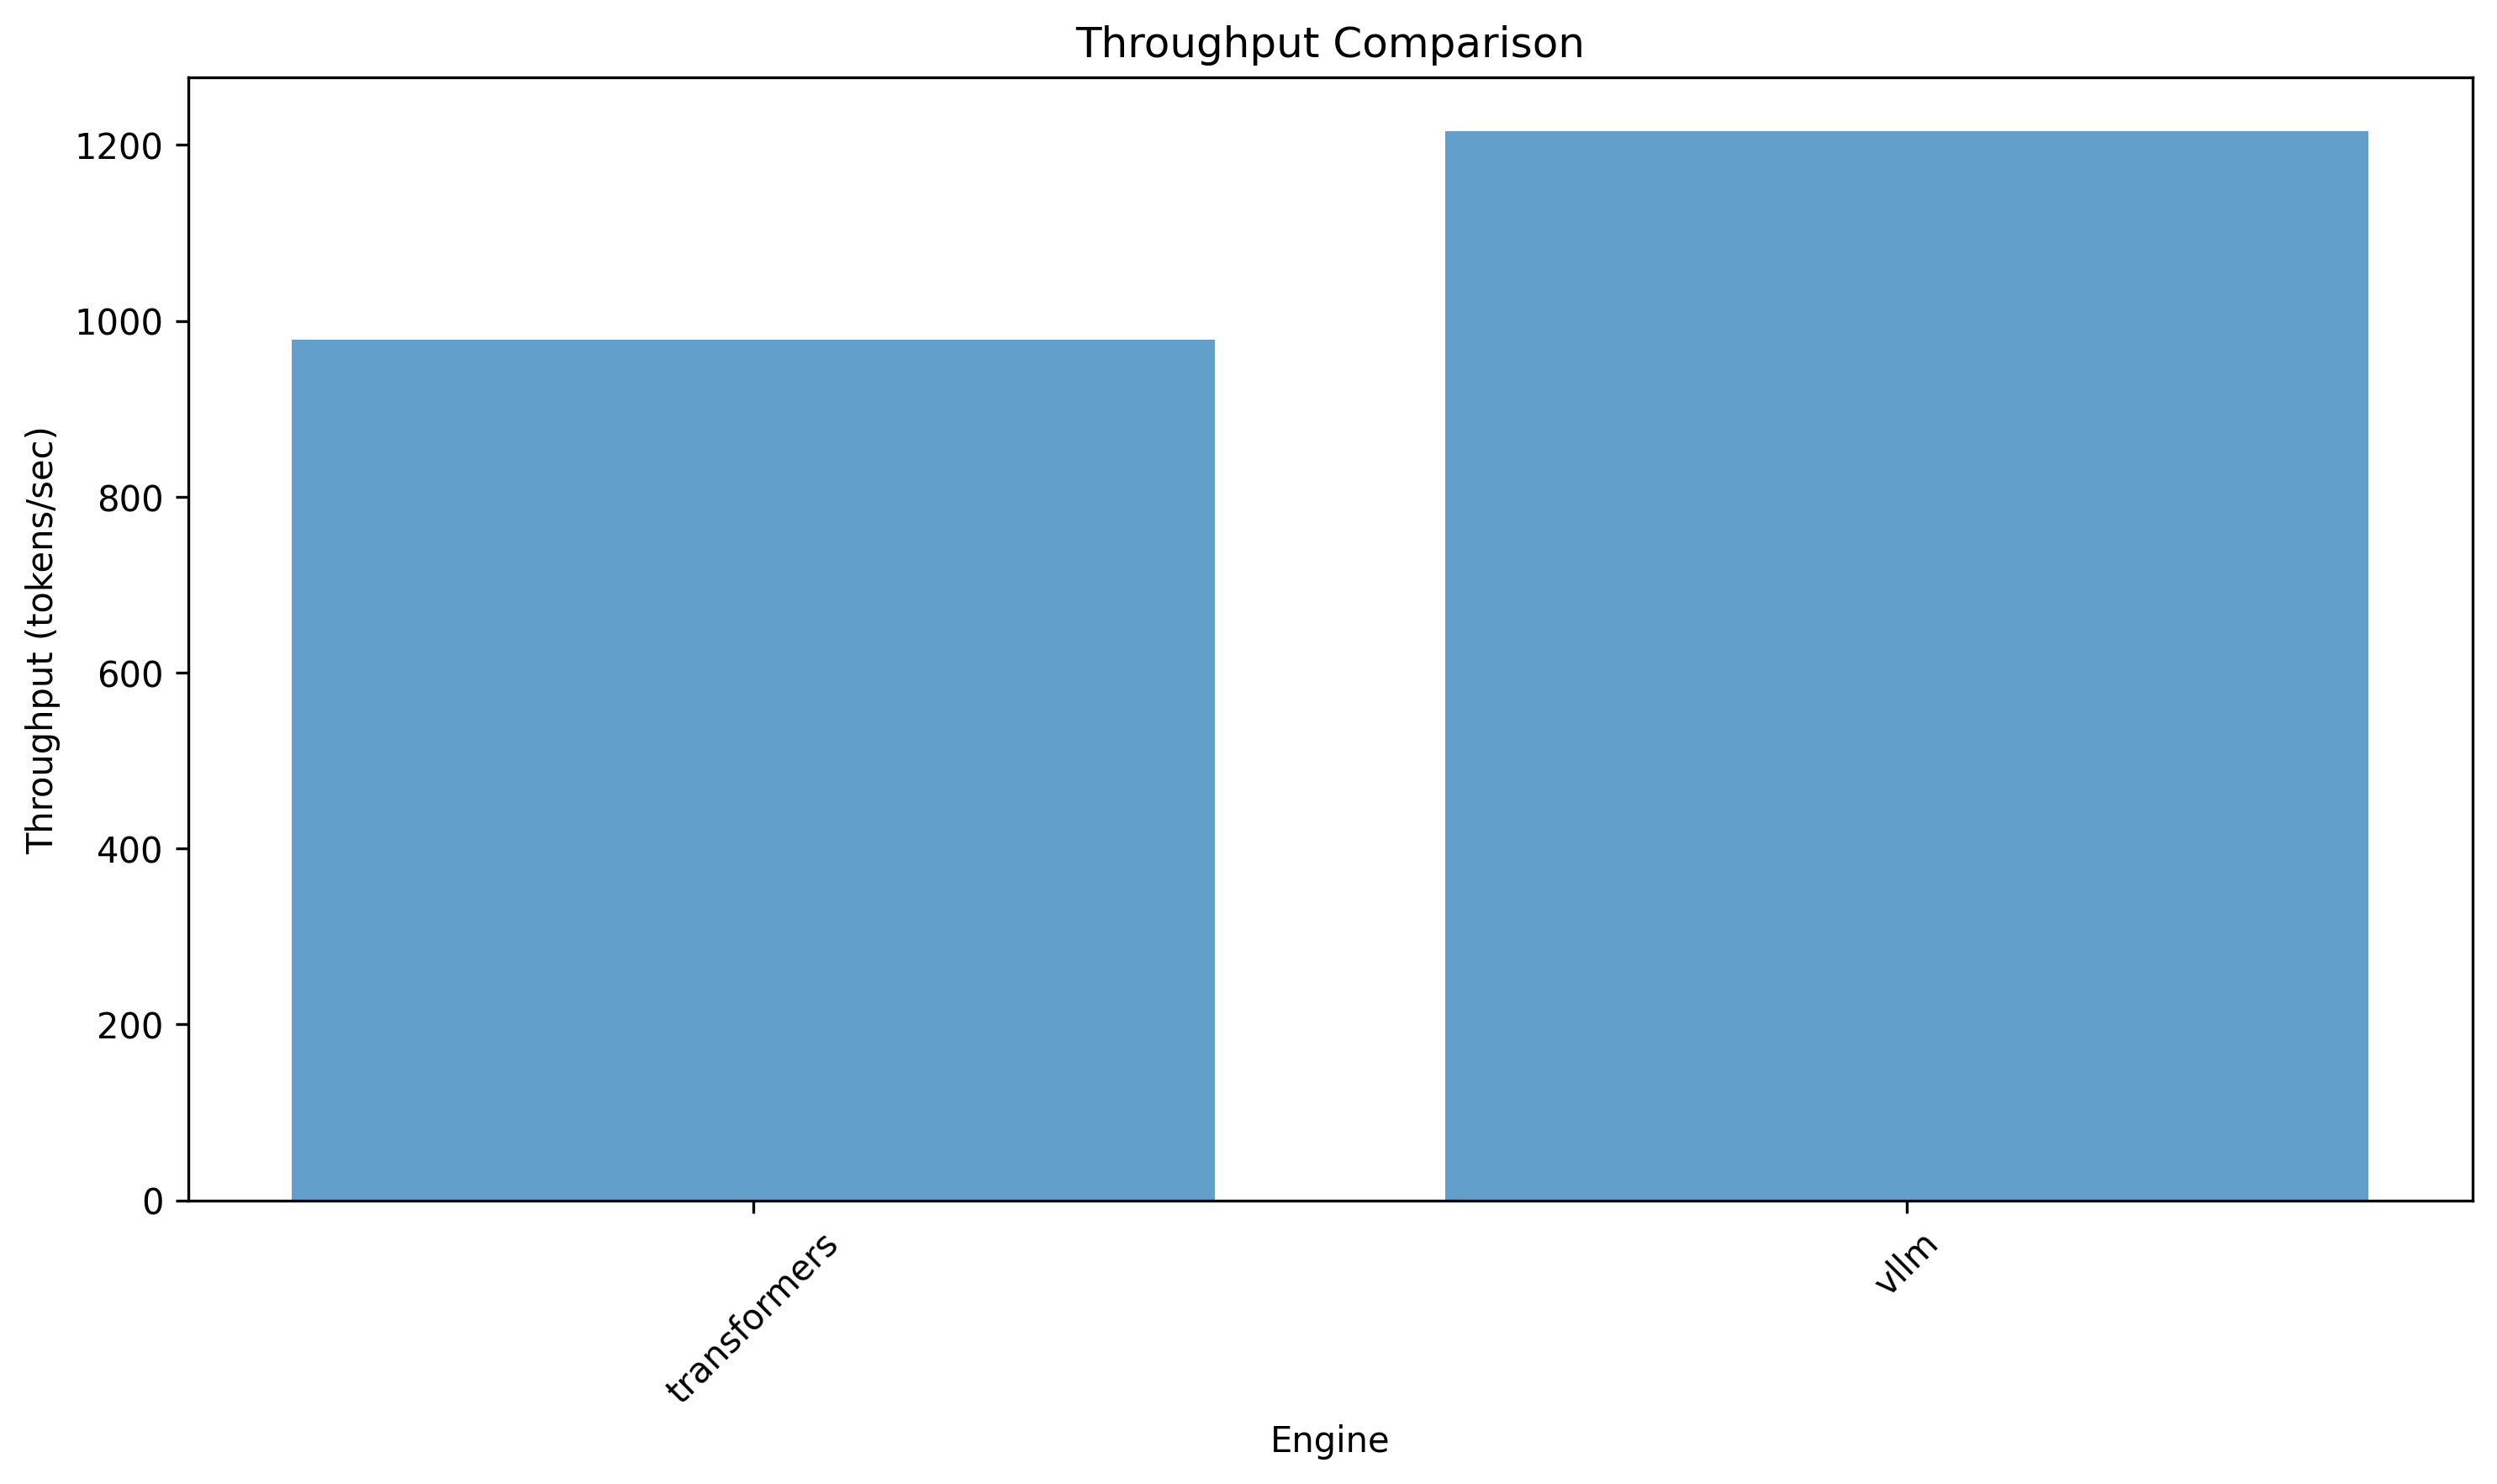 Throughput Comparison
Throughput (tokens/sec)
1200
1000
800
600
400
200
0
transformers
vllm
Engine